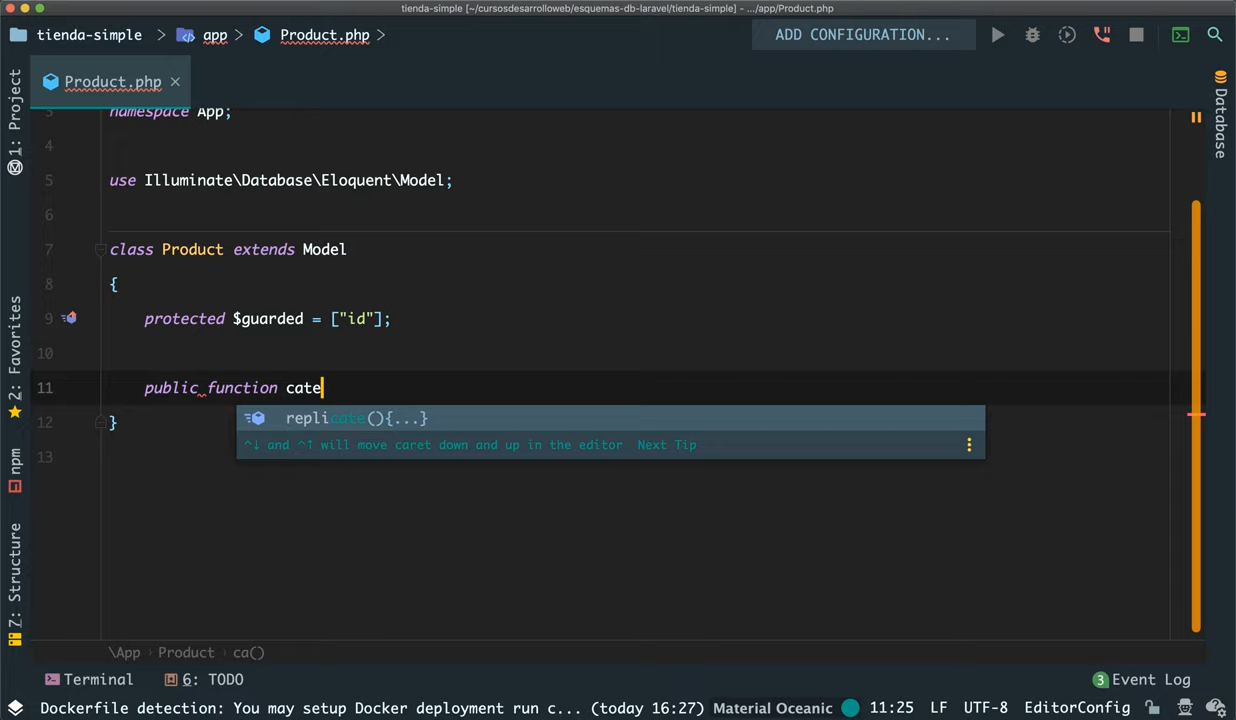 tienda-simple [~/cursosdesarrolloweb/esquemas-db-laravel/tienda-simple] - .../app/Product.php
tienda-simple > app > Product.php >
ADD CONFIGURATION...
Product.php ×
1: Project
2: Favorites
npm
7: Structure
Database
3 namespace App;
4
5 use Illuminate\Database\Eloquent\Model;
6
7 class Product extends Model
8 {
9 protected $guarded = ["id"];
10
11 public function cate
replicate(){...}
^↓ and ^↑ will move caret down and up in the editor Next Tip
12 }
13
\App › Product › ca()
Terminal 6: TODO 3 Event Log
Dockerfile detection: You may setup Docker deployment run c... (today 16:27) Material Oceanic 11:25 LF UTF-8 EditorConfig